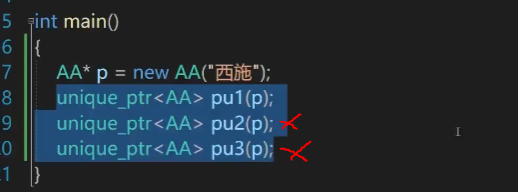 5 int main()
6 {
7 AA* p = new AA("西施");
8 unique_ptr<AA> pu1(p);
9 unique_ptr<AA> pu2(p);
0 unique_ptr<AA> pu3(p);
1 }